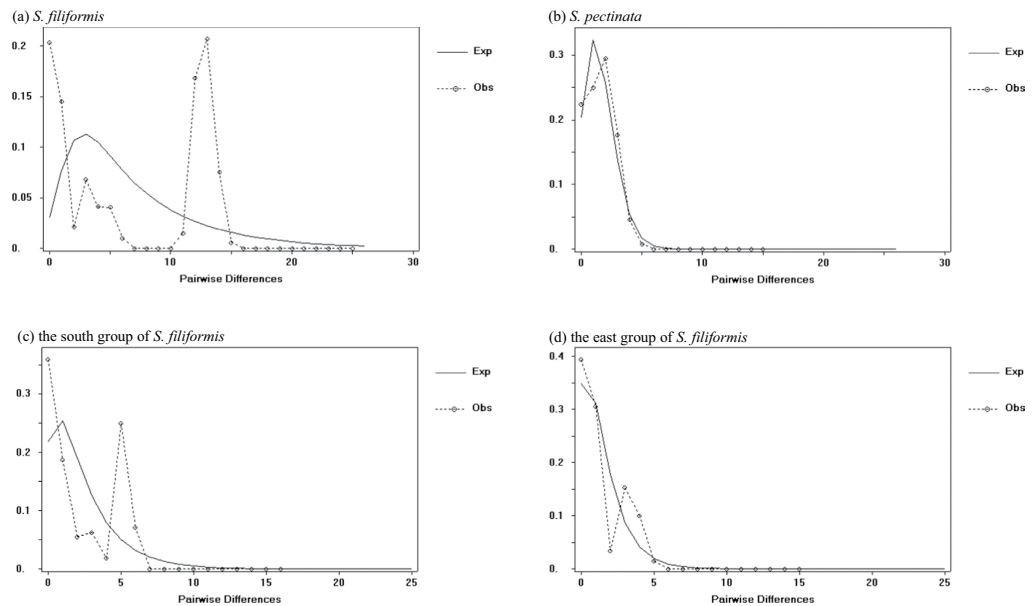 (a) S. filiformis
0.2
0.15
0.1
0.05
0.
0
10
20
30
Pairwise Differences
Exp
Obs
(b) S. pectinata
0.3
0.2
0.1
0.
0
10
20
30
Pairwise Differences
Exp
Obs
(c) the south group of S. filiformis
0.3
0.2
0.1
0.
0
5
10
15
20
25
Pairwise Differences
Exp
Obs
(d) the east group of S. filiformis
0.4
0.3
0.2
0.1
0.
0
5
10
15
20
25
Pairwise Differences
Exp
Obs